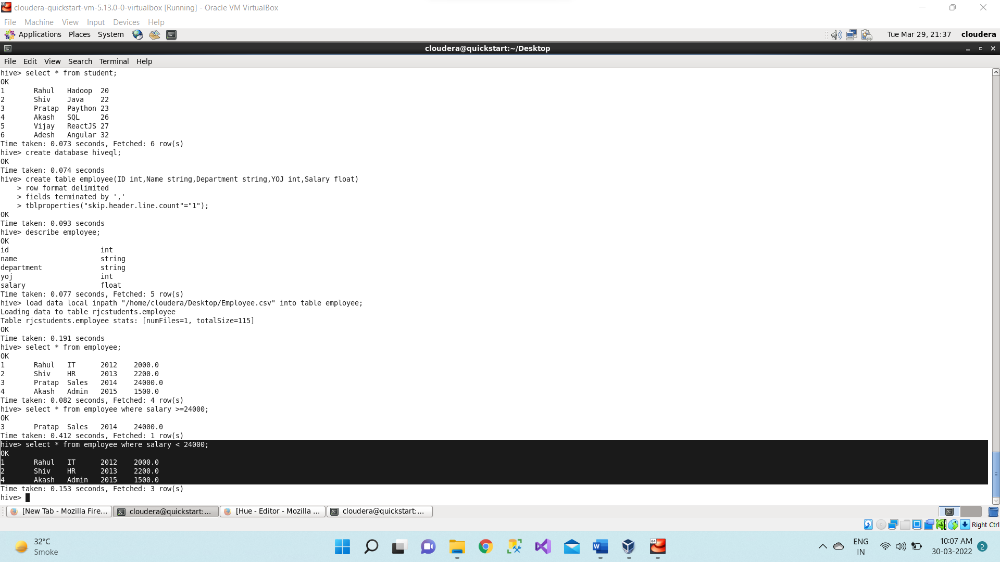 cloudera-quickstart-vm-5.13.0-0-virtualbox [Running] - Oracle VM VirtualBox
File Machine View Input Devices Help
Applications Places System Tue Mar 29, 21:37 cloudera
cloudera@quickstart:~/Desktop
File Edit View Search Terminal Help
hive> select * from student;
OK
1 Rahul Hadoop 20
2 Shiv Java 22
3 Pratap Paython 23
4 Akash SQL 26
5 Vijay ReactJS 27
6 Adesh Angular 32
Time taken: 0.073 seconds, Fetched: 6 row(s)
hive> create database hiveql;
OK
Time taken: 0.074 seconds
hive> create table employee(ID int,Name string,Department string,YOJ int,Salary float)
> row format delimited
> fields terminated by ','
> tblproperties("skip.header.line.count"="1");
OK
Time taken: 0.093 seconds
hive> describe employee;
OK
id int
name string
department string
yoj int
salary float
Time taken: 0.077 seconds, Fetched: 5 row(s)
hive> load data local inpath "/home/cloudera/Desktop/Employee.csv" into table employee;
Loading data to table rjcstudents.employee
Table rjcstudents.employee stats: [numFiles=1, totalSize=115]
OK
Time taken: 0.191 seconds
hive> select * from employee;
OK
1 Rahul IT 2012 2000.0
2 Shiv HR 2013 2200.0
3 Pratap Sales 2014 24000.0
4 Akash Admin 2015 1500.0
Time taken: 0.082 seconds, Fetched: 4 row(s)
hive> select * from employee where salary >=24000;
OK
3 Pratap Sales 2014 24000.0
Time taken: 0.412 seconds, Fetched: 1 row(s)
hive> select * from employee where salary < 24000;
OK
1 Rahul IT 2012 2000.0
2 Shiv HR 2013 2200.0
4 Akash Admin 2015 1500.0
Time taken: 0.153 seconds, Fetched: 3 row(s)
hive>
[New Tab - Mozilla Fire... cloudera@quickstart:... [Hue - Editor - Mozilla ... cloudera@quickstart:...
Right Ctrl
32°C
Smoke
ENG
IN
10:07 AM
30-03-2022
2